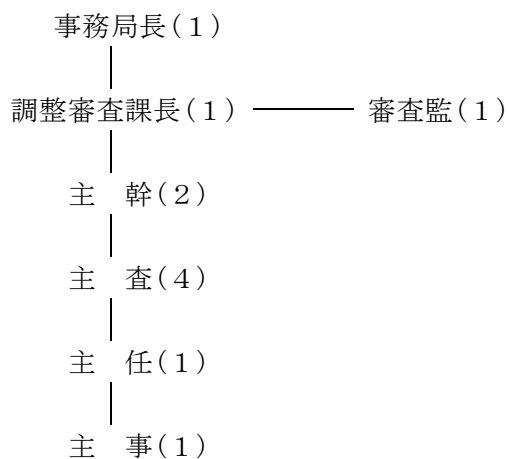 事務局長(１)
調整審査課長(１) 審査監(１)
主　幹(２)
主　査(４)
主　任(１)
主　事(１)